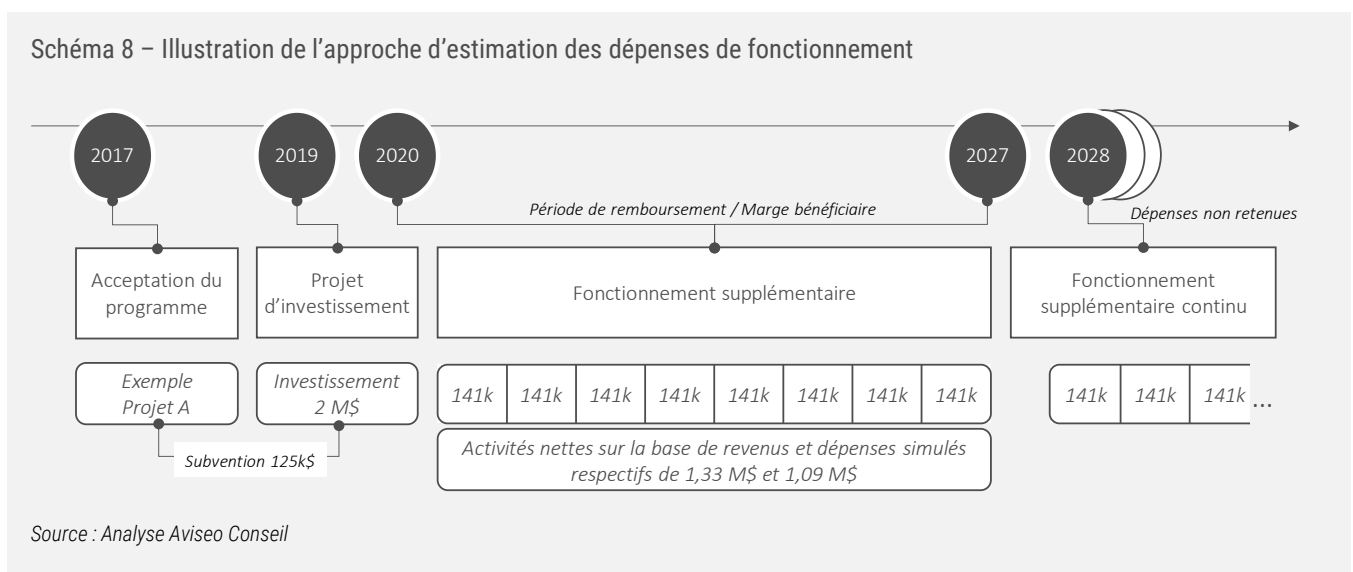 Schéma 8 – Illustration de l’approche d’estimation des dépenses de fonctionnement
2017
2019
2020
2027
2028
Période de remboursement / Marge bénéficiaire
Dépenses non retenues
Acceptation du
programme
Projet
d’investissement
Fonctionnement supplémentaire
Fonctionnement
supplémentaire continu
Exemple
Projet A
Investissement
2 M$
141k 141k 141k 141k 141k 141k 141k 141k
141k 141k 141k ...
Subvention 125k$
Activités nettes sur la base de revenus et dépenses simulés
respectifs de 1,33 M$ et 1,09 M$
Source : Analyse Aviseo Conseil